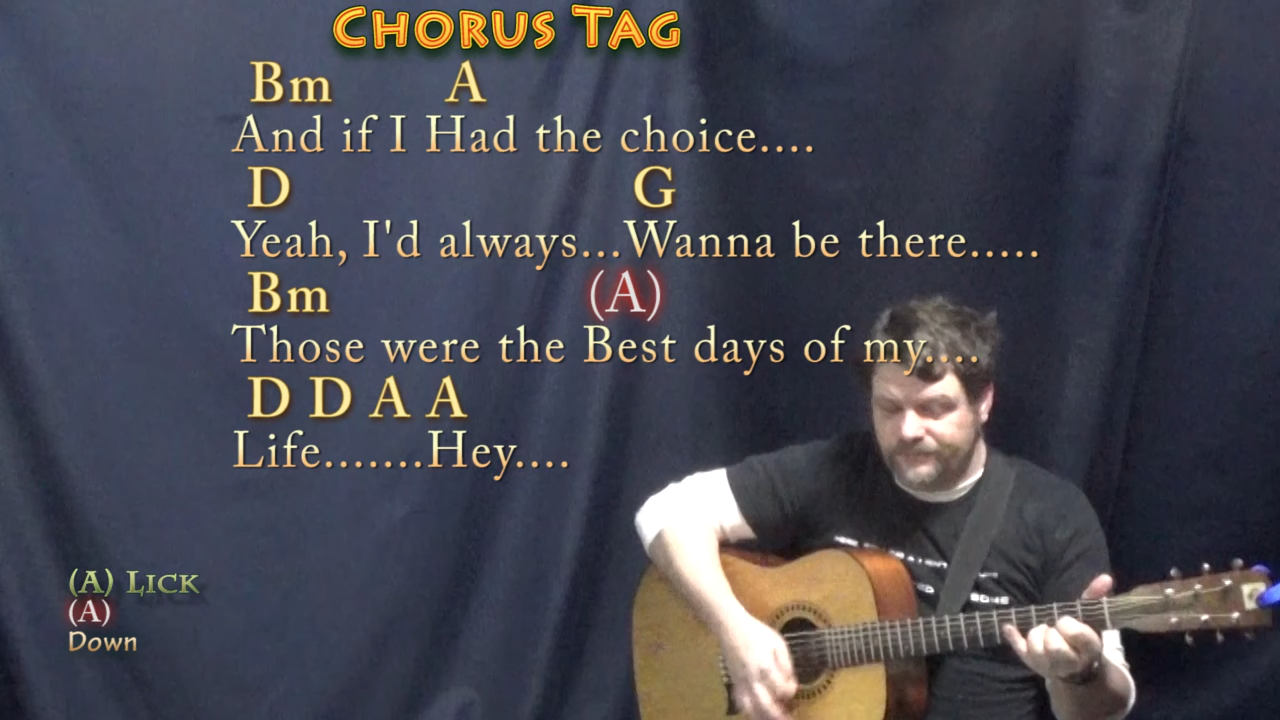 Chorus Tag
Bm A
And if I Had the choice....
D G
Yeah, I'd always...Wanna be there.....
Bm (A)
Those were the Best days of my....
D D A A
Life.......Hey....
(A) Lick
(A)
Down